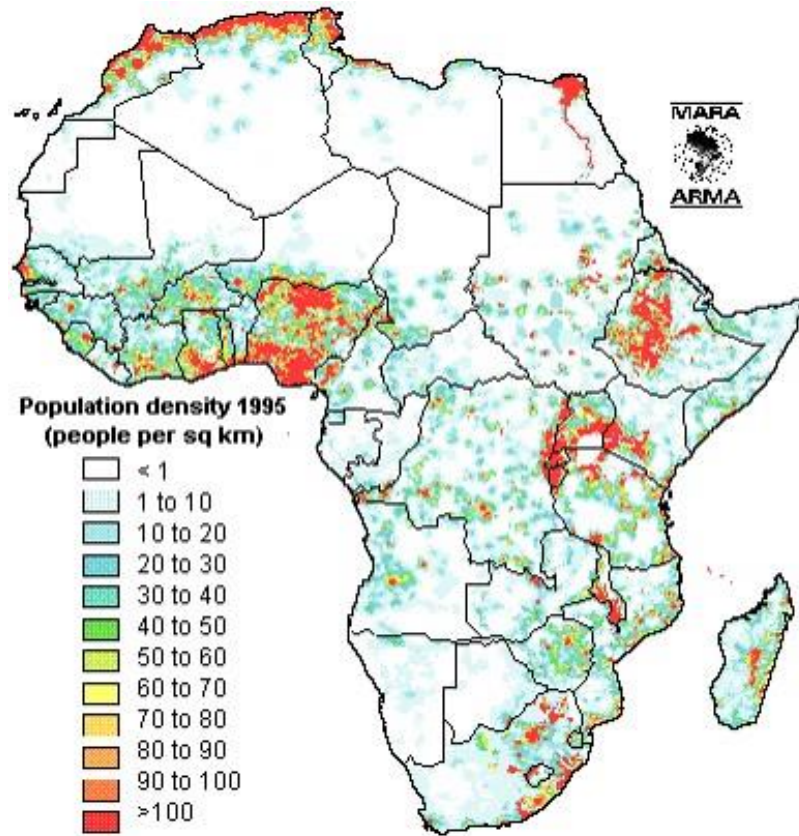 MARA
ARMA
Population density 1995
(people per sq km)
< 1
1 to 10
10 to 20
20 to 30
30 to 40
40 to 50
50 to 60
60 to 70
70 to 80
80 to 90
90 to 100
>100